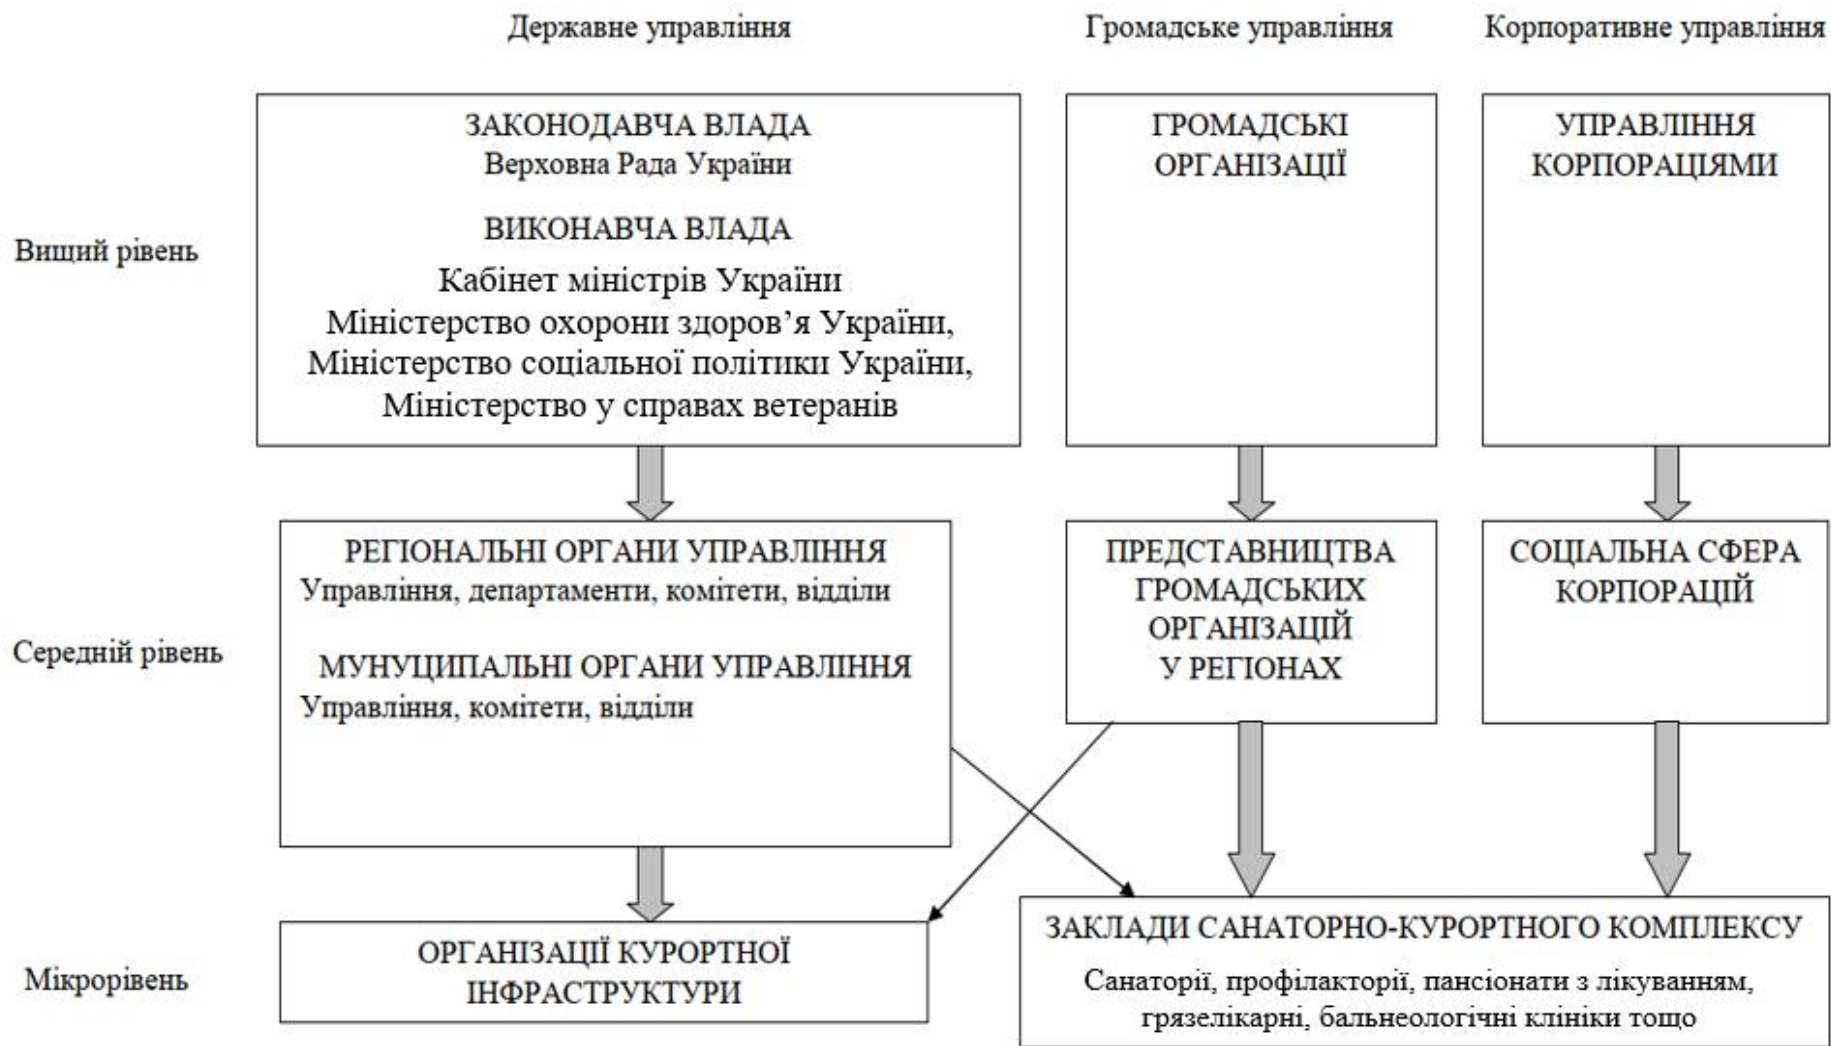 Державне управління
Громадське управління
Корпоративне управління
Вищий рівень
ЗАКОНОДАВЧА ВЛАДА
Верховна Рада України
ВИКОНАВЧА ВЛАДА
Кабінет міністрів України
Міністерство охорони здоров’я України,
Міністерство соціальної політики України,
Міністерство у справах ветеранів
ГРОМАДСЬКІ
ОРГАНІЗАЦІЇ
УПРАВЛІННЯ
КОРПОРАЦІЯМИ
Середній рівень
РЕГІОНАЛЬНІ ОРГАНИ УПРАВЛІННЯ
Управління, департаменти, комітети, відділи
МУНУЦИПАЛЬНІ ОРГАНИ УПРАВЛІННЯ
Управління, комітети, відділи
ПРЕДСТАВНИЦТВА
ГРОМАДСЬКИХ
ОРГАНІЗАЦІЙ
У РЕГІОНАХ
СОЦІАЛЬНА СФЕРА
КОРПОРАЦІЙ
Мікрорівень
ОРГАНІЗАЦІЇ КУРОРТНОЇ
ІНФРАСТРУКТУРИ
ЗАКЛАДИ САНАТОРНО-КУРОРТНОГО КОМПЛЕКСУ
Санаторії, профілакторії, пансіонати з лікуванням,
грязелікарні, бальнеологічні клініки тощо